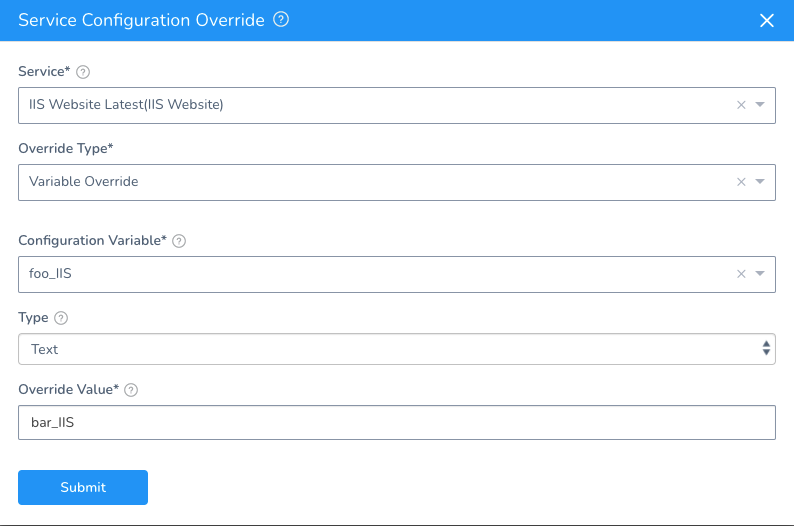 Service Configuration Override
Service*
IIS Website Latest(IIS Website)
Override Type*
Variable Override
Configuration Variable*
foo_IIS
Type
Text
Override Value*
bar_IIS
Submit